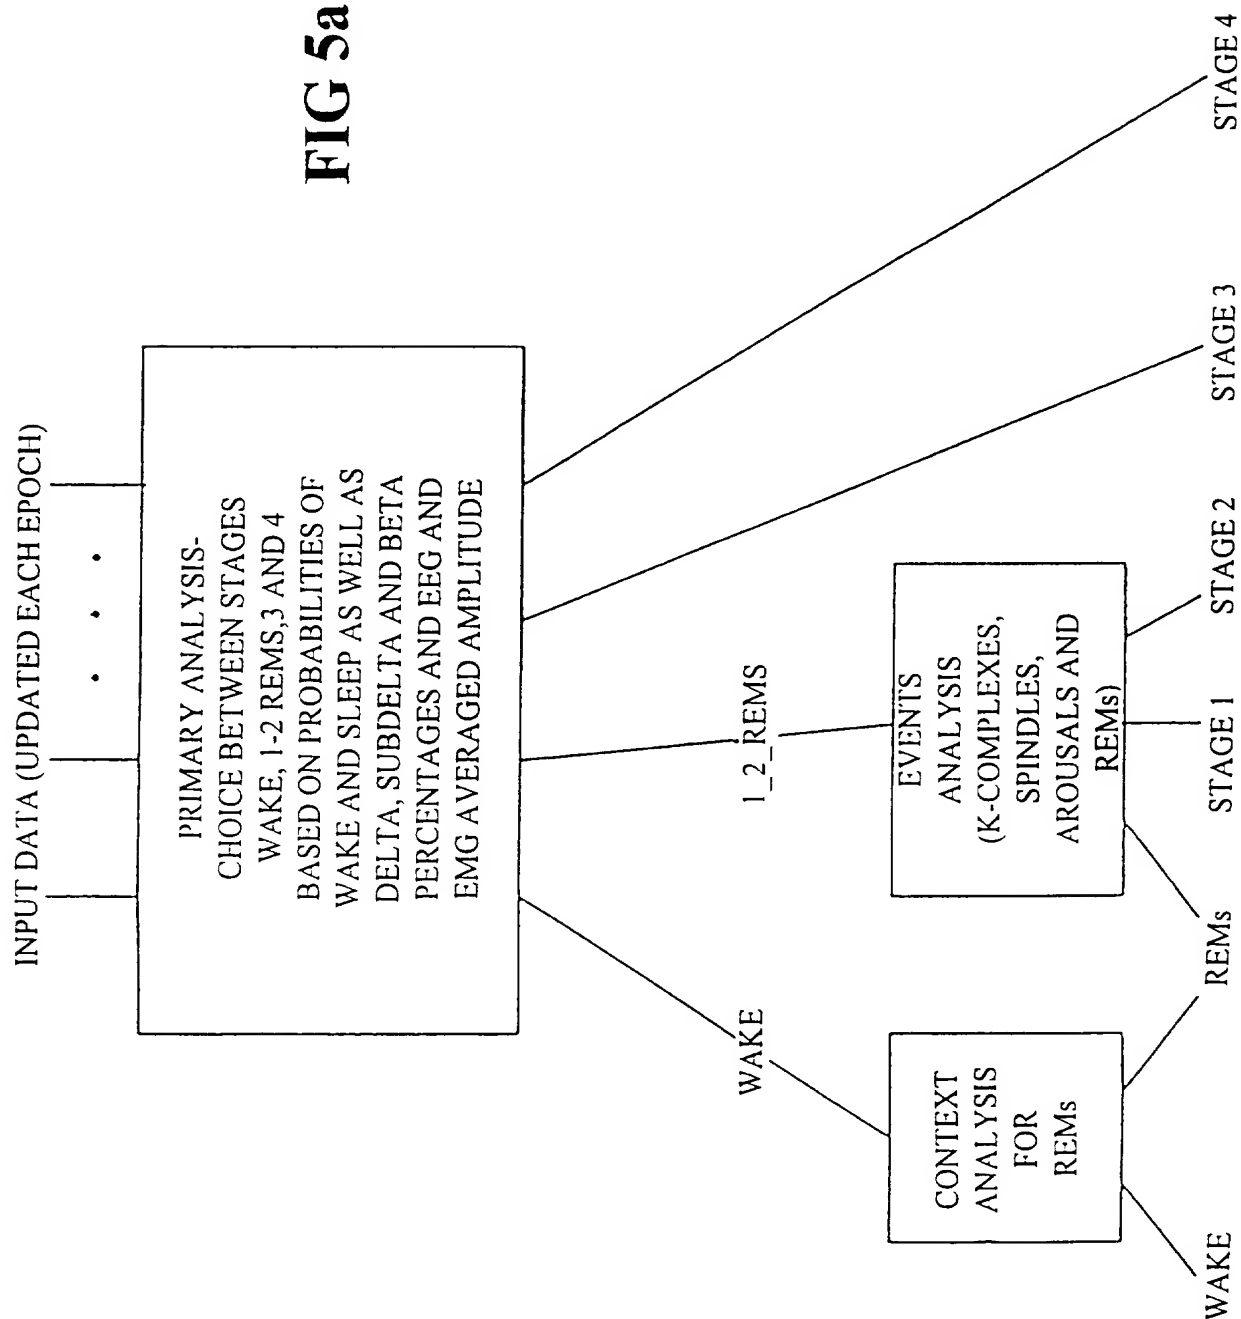 FIG 5a
INPUT DATA (UPDATED EACH EPOCH)
PRIMARY ANALYSIS-
CHOICE BETWEEN STAGES
WAKE, 1-2 REMS,3 AND 4
BASED ON PROBABILITIES OF
WAKE AND SLEEP AS WELL AS
DELTA, SUBDELTA AND BETA
PERCENTAGES AND EEG AND
EMG AVERAGED AMPLITUDE
WAKE
1_2_REMS
CONTEXT
ANALYSIS
FOR
REMs
EVENTS
ANALYSIS
(K-COMPLEXES,
SPINDLES,
AROUSALS AND
REMs)
WAKE
REMs
STAGE 1
STAGE 2
STAGE 3
STAGE 4